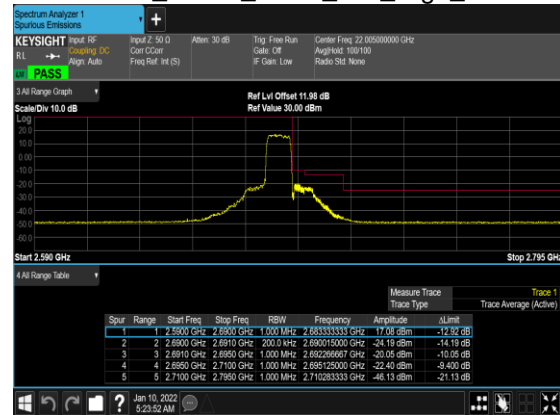 Spectrum Analyzer 1
Spurious Emissions
+
KEYSIGHT Input: RF Input Z: 50 Ω Atten: 30 dB Trig: Free Run Center Freq: 22.005000000 GHz
RL Coupling: DC Corr CCorr Gate: Off Avg|Hold: 100/100
Align: Auto Freq Ref: Int (S) IF Gain: Low Radio Std: None
PASS
3 All Range Graph Ref Lvl Offset 11.98 dB
Scale/Div 10.0 dB Ref Value 30.00 dBm
Log
20.0
10.0
0.00
-10.0
-20.0
-30.0
-40.0
-50.0
-60.0
Start 2.590 GHz Stop 2.795 GHz
4 All Range Table
Measure Trace Trace 1
Trace Type Trace Average (Active)
Spur Range Start Freq Stop Freq RBW Frequency Amplitude ΔLimit
1 1 2.5900 GHz 2.6900 GHz 1.000 MHz 2.683333333 GHz 17.08 dBm -12.92 dB
2 2 2.6900 GHz 2.6910 GHz 200.0 kHz 2.690015000 GHz -24.19 dBm -14.19 dB
3 3 2.6910 GHz 2.6950 GHz 1.000 MHz 2.692266667 GHz -20.05 dBm -10.05 dB
4 4 2.6950 GHz 2.7100 GHz 1.000 MHz 2.695125000 GHz -22.40 dBm -9.400 dB
5 5 2.7100 GHz 2.7950 GHz 1.000 MHz 2.710283333 GHz -46.13 dBm -21.13 dB
? Jan 10, 2022
5:23:52 AM